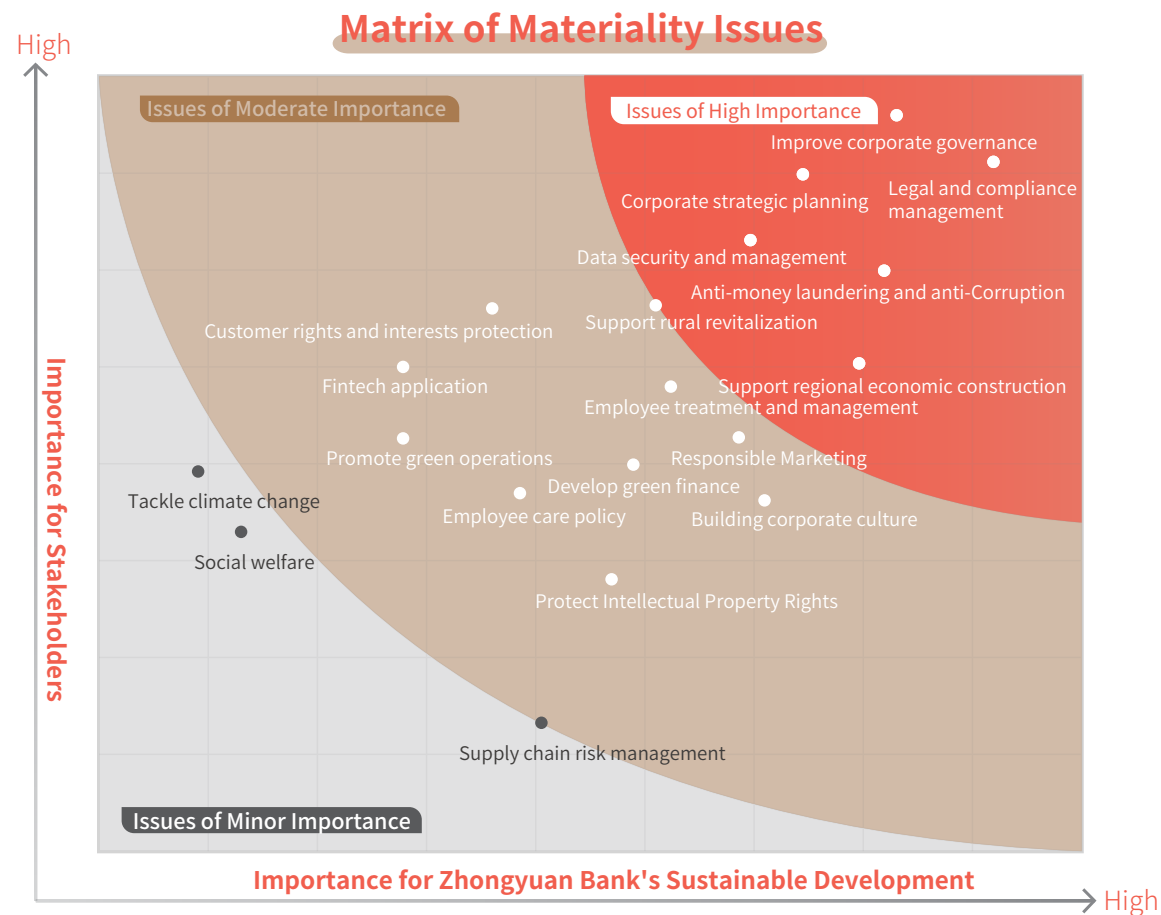 Matrix of Materiality Issues
High
Issues of Moderate Importance
Issues of High Importance
Improve corporate governance
Legal and compliance
management
Corporate strategic planning
Data security and management
Anti-money laundering and anti-Corruption
Support rural revitalization
Customer rights and interests protection
Fintech application
Support regional economic construction
Employee treatment and management
Promote green operations
Responsible Marketing
Develop green finance
Employee care policy
Building corporate culture
Tackle climate change
Social welfare
Protect Intellectual Property Rights
Supply chain risk management
Issues of Minor Importance
Importance for Stakeholders
Importance for Zhongyuan Bank's Sustainable Development
High